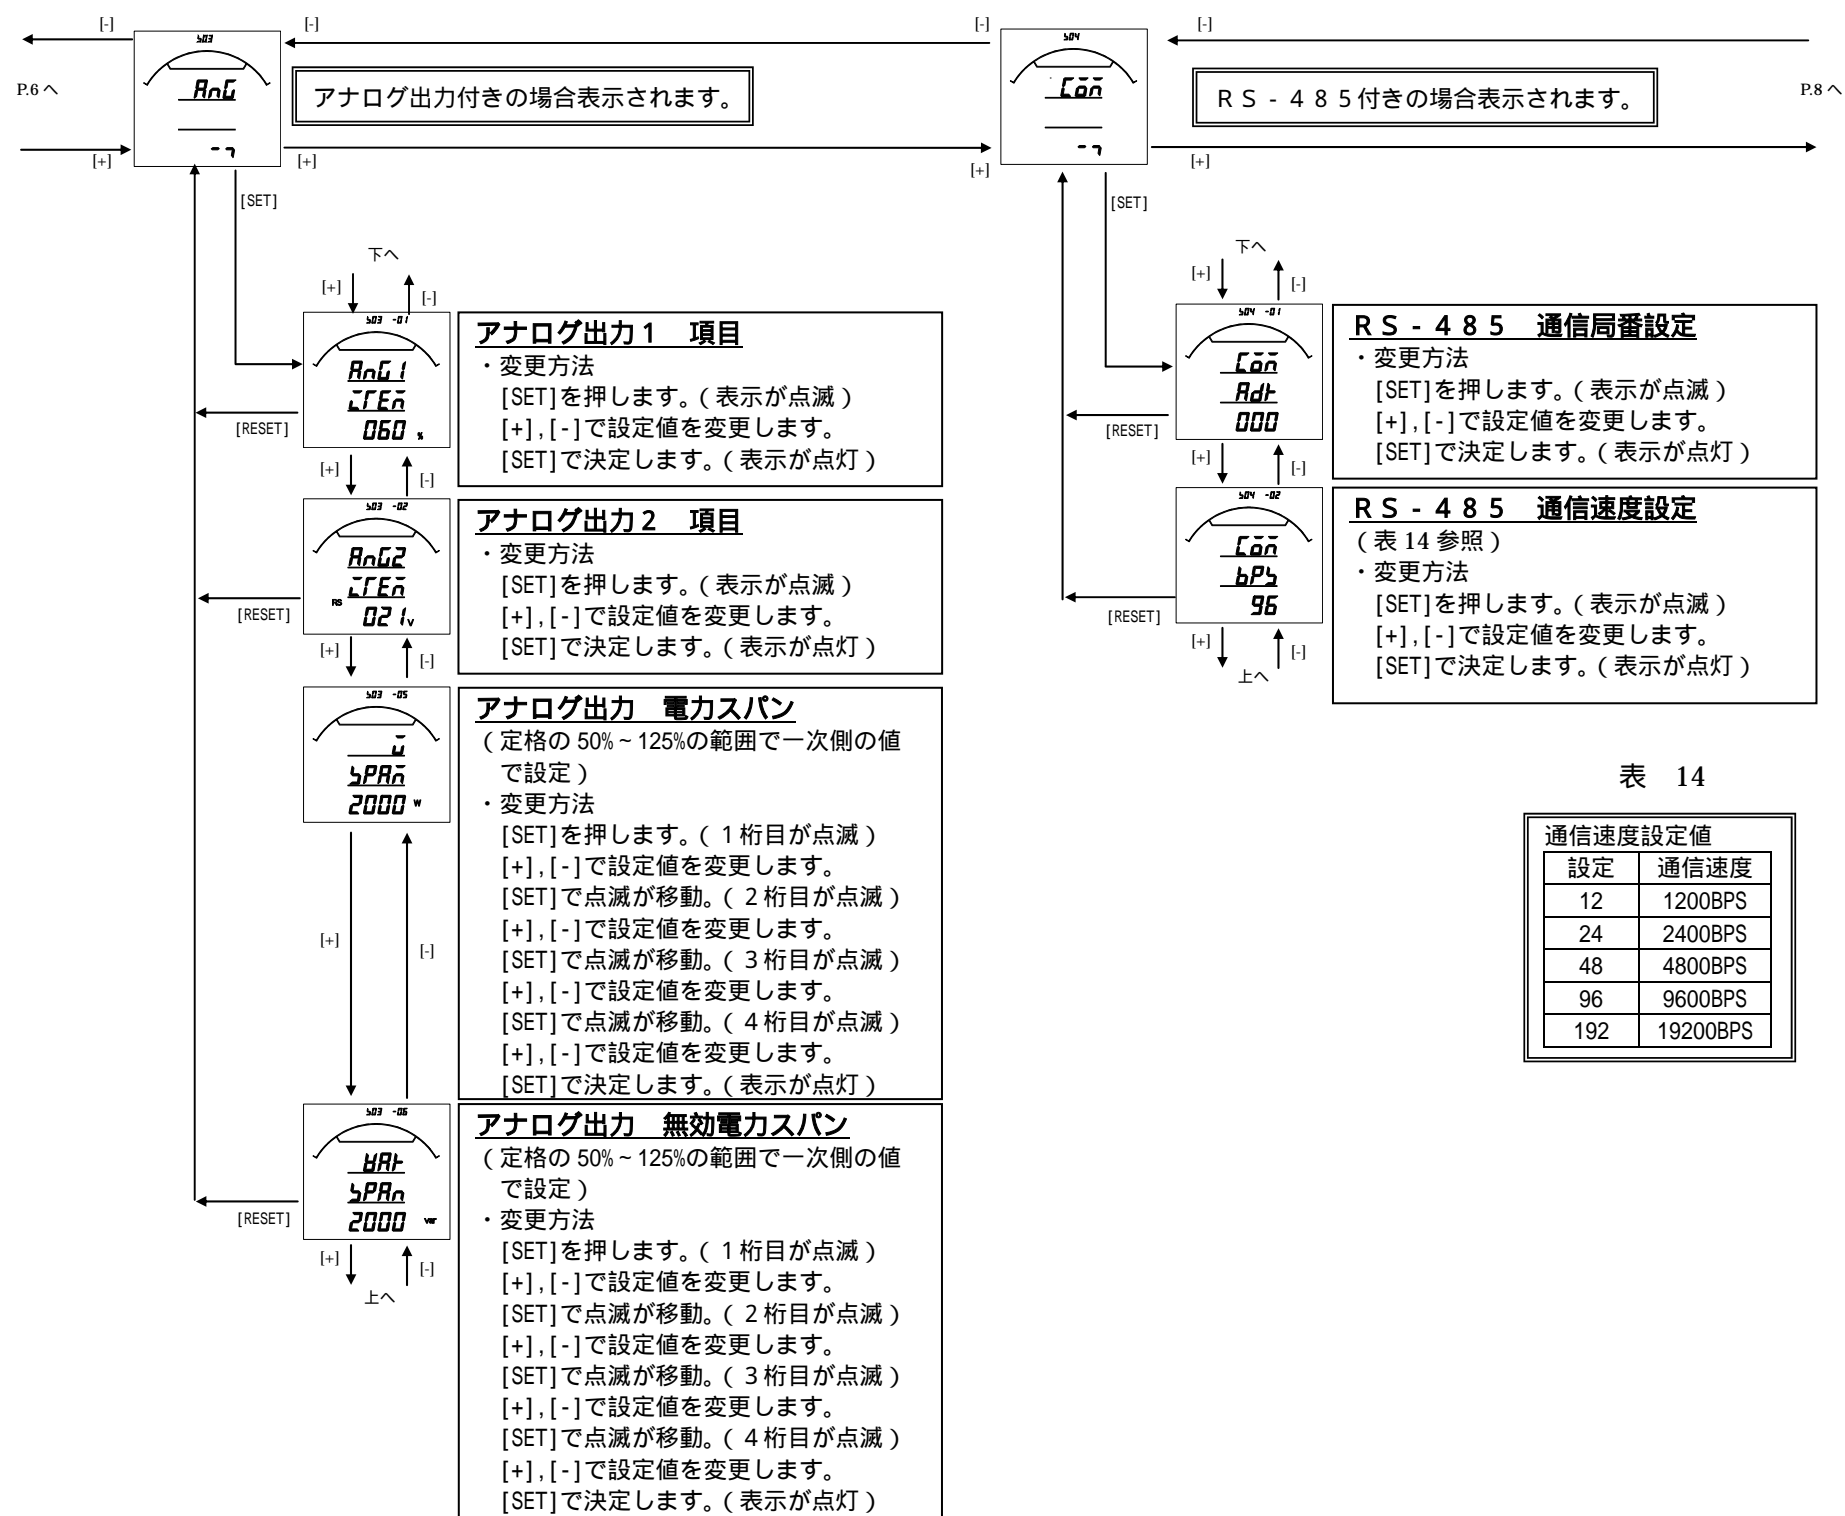 [-]
[-]
[-]
[-]
P.6 へ
S03
AnG
アナログ出力付きの場合表示されます。
S04
Com
ＲＳ-４８５付きの場合表示されます。
P.8 へ
[+]
[+]
[+]
[+]
[SET]
[SET]
下へ
[+]
[-]
S03 -01
AnG1
ITEm
060 %
[RESET]
アナログ出力１　項目
・変更方法
[SET]を押します。(表示が点滅)
[+],[-]で設定値を変更します。
[SET]で決定します。(表示が点灯)
[+]
[-]
S03 -02
AnG2
ITEm
RS
021 V
[RESET]
アナログ出力２　項目
・変更方法
[SET]を押します。(表示が点滅)
[+],[-]で設定値を変更します。
[SET]で決定します。(表示が点灯)
[+]
[-]
S03 -05
SPAn
2000 W
アナログ出力　電力スパン
(定格の 50%~125%の範囲で一次側の値
で設定)
・変更方法
[SET]を押します。(１桁目が点滅)
[+],[-]で設定値を変更します。
[SET]で点滅が移動。(２桁目が点滅)
[+],[-]で設定値を変更します。
[SET]で点滅が移動。(３桁目が点滅)
[+],[-]で設定値を変更します。
[SET]で点滅が移動。(４桁目が点滅)
[+],[-]で設定値を変更します。
[SET]で決定します。(表示が点灯)
[+]
[-]
S03 -06
VAr
SPAn
2000 var
[RESET]
[+]
[-]
上へ
アナログ出力　無効電力スパン
(定格の 50%~125%の範囲で一次側の値
で設定)
・変更方法
[SET]を押します。(１桁目が点滅)
[+],[-]で設定値を変更します。
[SET]で点滅が移動。(２桁目が点滅)
[+],[-]で設定値を変更します。
[SET]で点滅が移動。(３桁目が点滅)
[+],[-]で設定値を変更します。
[SET]で点滅が移動。(４桁目が点滅)
[+],[-]で設定値を変更します。
[SET]で決定します。(表示が点灯)
下へ
[+]
[-]
S04 -01
Com
Adr
000
[RESET]
ＲＳ-４８５　通信局番設定
・変更方法
[SET]を押します。(表示が点滅)
[+],[-]で設定値を変更します。
[SET]で決定します。(表示が点灯)
[+]
[-]
S04 -02
Com
bPS
96
[RESET]
[+]
[-]
上へ
ＲＳ-４８５　通信速度設定
(表 14 参照)
・変更方法
[SET]を押します。(表示が点滅)
[+],[-]で設定値を変更します。
[SET]で決定します。(表示が点灯)
表　14
通信速度設定値
設定 通信速度
12 1200BPS
24 2400BPS
48 4800BPS
96 9600BPS
192 19200BPS